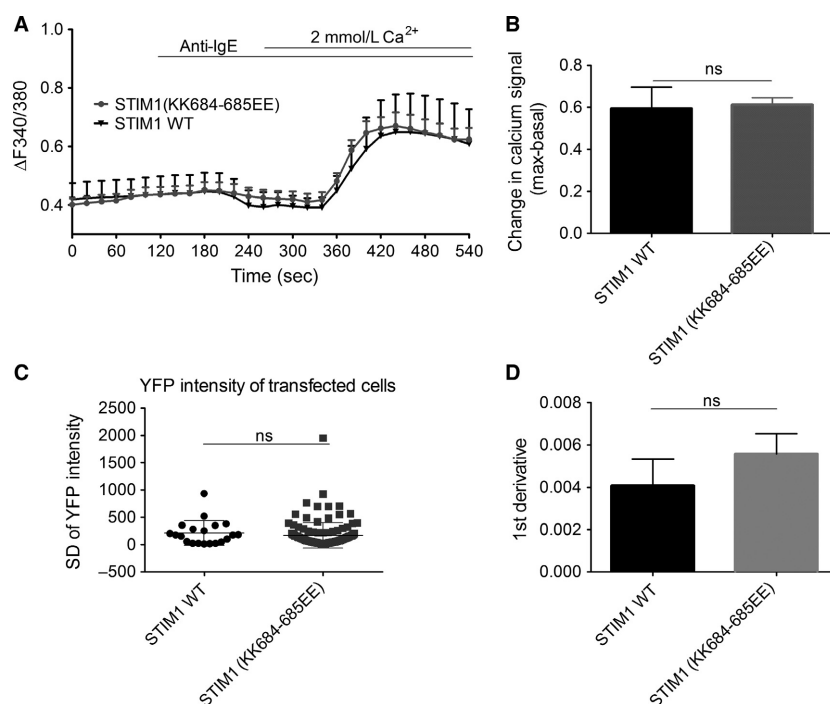 A
Anti-IgE
2 mmol/L Ca²⁺
1.0
0.8
0.6
0.4
ΔF340/380
STIM1(KK684-685EE)
STIM1 WT
0 60 120 180 240 300 360 420 480 540
Time (sec)
B
ns
0.8
0.6
0.4
0.2
0.0
Change in calcium signal
(max-basal)
STIM1 WT
STIM1 (KK684-685EE)
C
YFP intensity of transfected cells
2500
2000
1500
1000
500
0
–500
SD of YFP intensity
ns
STIM1 WT
STIM1 (KK684-685EE)
D
0.008
0.006
0.004
0.002
0.000
1st derivative
ns
STIM1 WT
STIM1 (KK684-685EE)